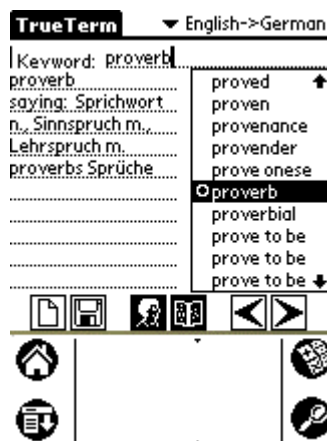 TrueTerm
English->German
Keyword: proverb
proverb
saying: Sprichwort
n., Sinnspruch m.,
Lehrspruch m.
proverbs Sprüche
proved
proven
provenance
provender
prove onese
proverb
proverbial
prove to be
prove to be
prove to be